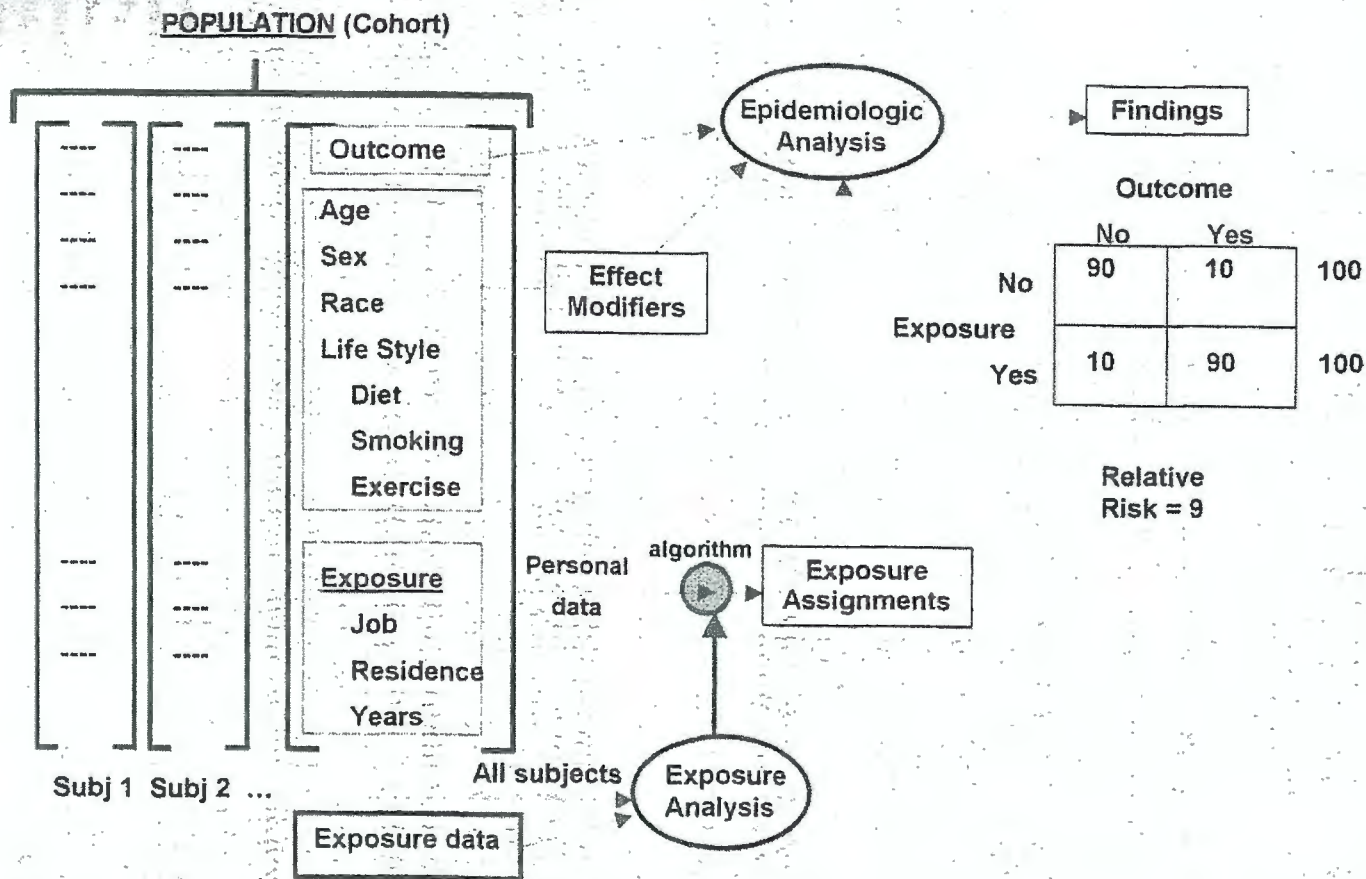 POPULATION (Cohort)
---- ----
---- ----
---- ----
---- ----
---- ----
---- ----
---- ----
Subj 1 Subj 2 ...
Outcome
Age
Sex
Race
Life Style
Diet
Smoking
Exercise
Exposure
Job
Residence
Years
Effect
Modifiers
Epidemiologic
Analysis
Personal
data
algorithm
Exposure
Assignments
All subjects
Exposure
Analysis
Exposure data
Findings
Outcome
No Yes
No 90 10 100
Exposure
Yes 10 90 100
Relative
Risk = 9